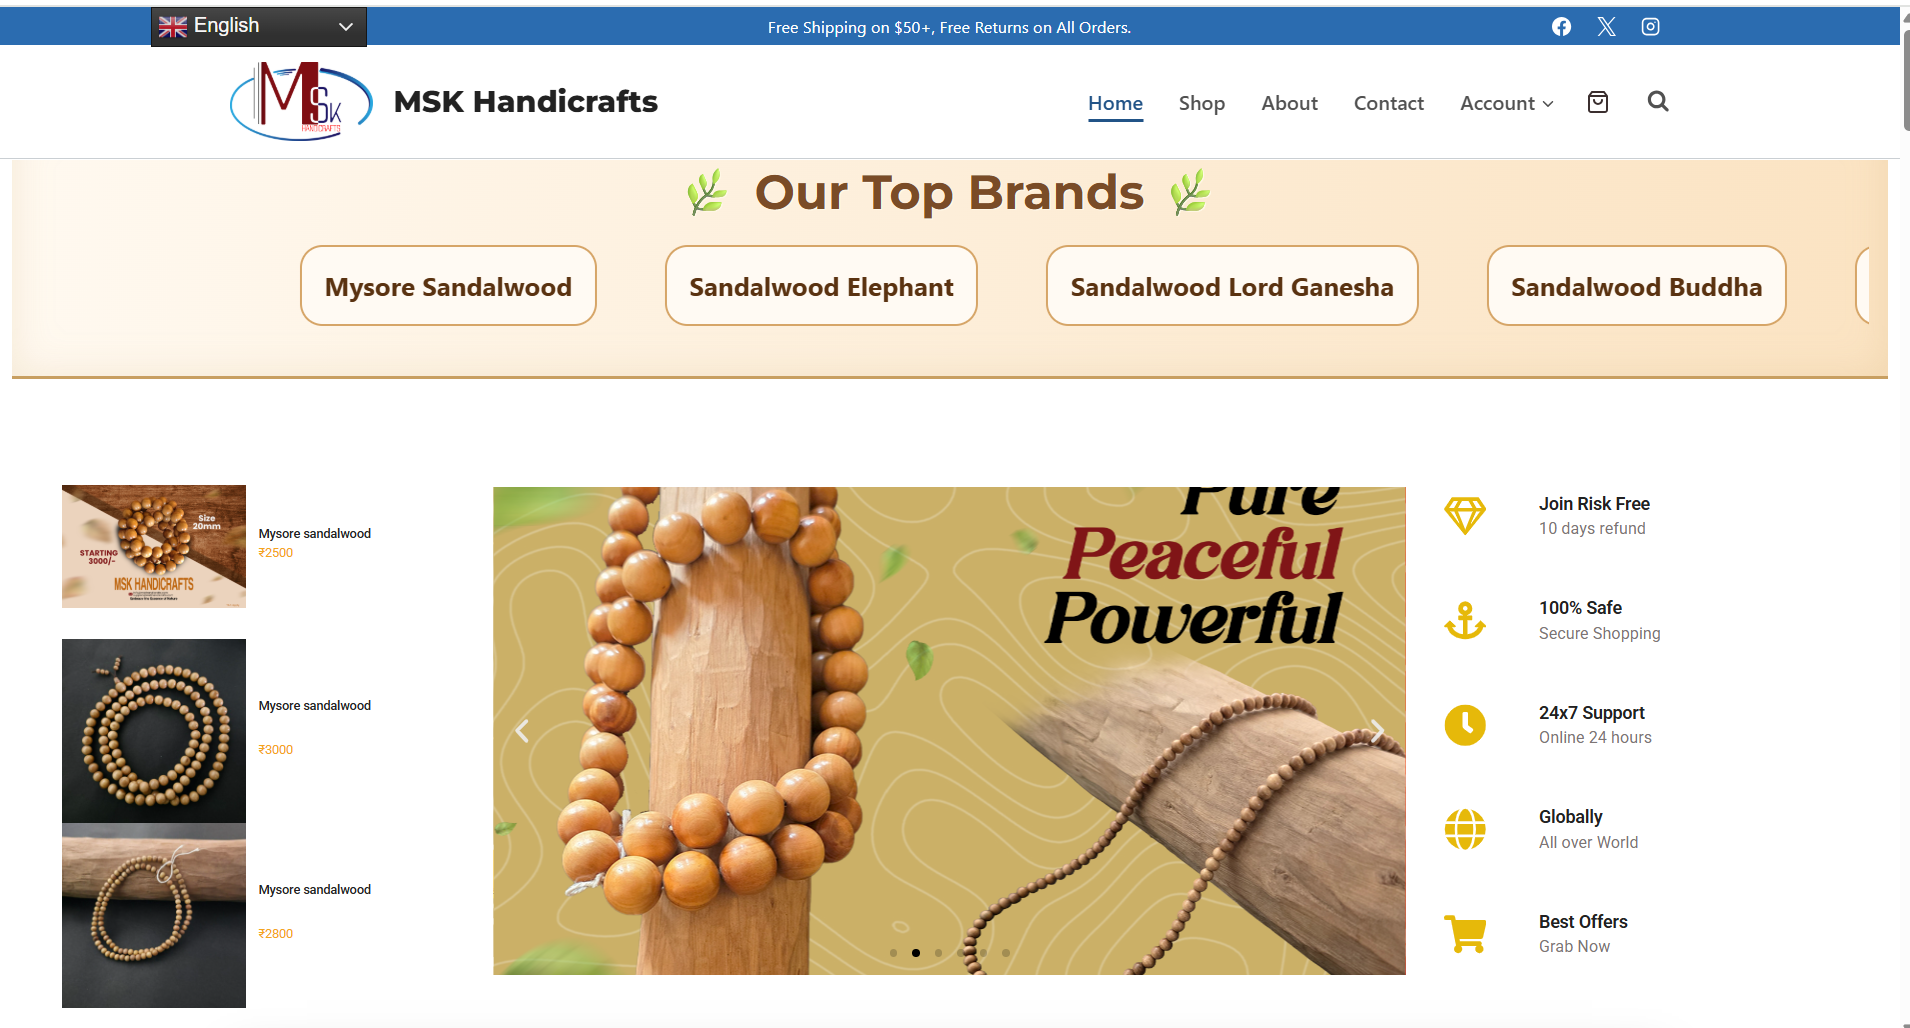 English
Free Shipping on $50+, Free Returns on All Orders.
MSK
HANDICRAFTS
MSK Handicrafts
Home
Shop
About
Contact
Account
🌿 Our Top Brands 🌿
Mysore Sandalwood
Sandalwood Elephant
Sandalwood Lord Ganesha
Sandalwood Buddha
Size
20mm
STARTING
3000/-
MSK HANDICRAFTS
Mysore sandalwood
₹2500
Mysore sandalwood
₹3000
Mysore sandalwood
₹2800
Pure
Peaceful
Powerful
Join Risk Free
10 days refund
100% Safe
Secure Shopping
24x7 Support
Online 24 hours
Globally
All over World
Best Offers
Grab Now